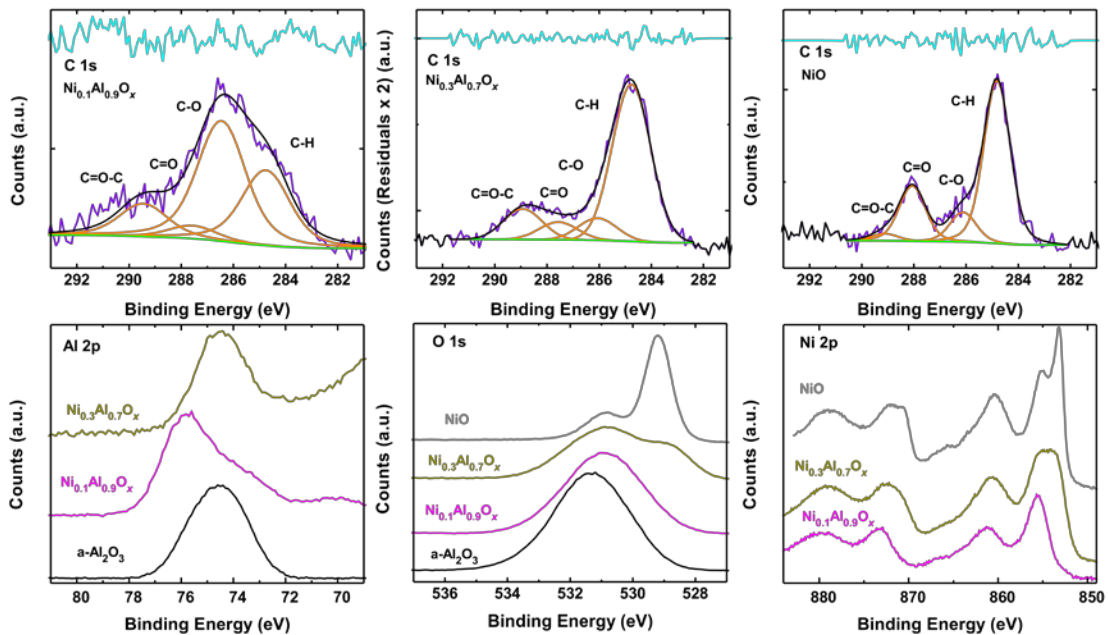 C 1s
Ni0.1Al0.9Ox
C-O
C-H
C=O
C=O-C
Counts (a.u.)
292 290 288 286 284 282
Binding Energy (eV)
C 1s
Ni0.3Al0.7Ox
C-H
C-O
C=O-C
C=O
Counts (Residuals x 2) (a.u.)
292 290 288 286 284 282
Binding Energy (eV)
C 1s
NiO
C-H
C=O
C-O
C=O-C
Counts (a.u.)
292 290 288 286 284 282
Binding Energy (eV)
Al 2p
Ni0.3Al0.7Ox
Ni0.1Al0.9Ox
a-Al2O3
Counts (a.u.)
80 78 76 74 72 70
Binding Energy (eV)
O 1s
NiO
Ni0.3Al0.7Ox
Ni0.1Al0.9Ox
a-Al2O3
Counts (a.u.)
536 534 532 530 528
Binding Energy (eV)
Ni 2p
NiO
Ni0.3Al0.7Ox
Ni0.1Al0.9Ox
Counts (a.u.)
880 870 860 850
Binding Energy (eV)